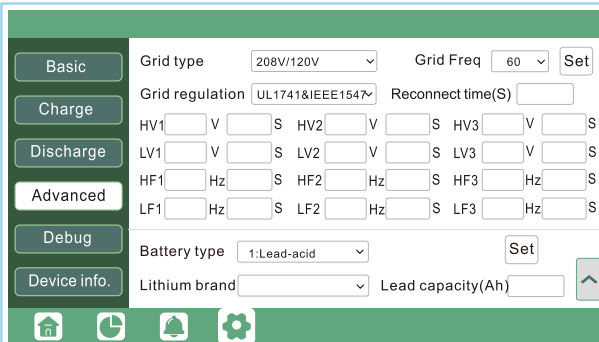 Grid type 208V/120V Grid Freq 60 Set
Basic
Grid regulation UL1741&IEEE1547 Reconnect time(S)
Charge
HV1 V S HV2 V S HV3 V S
Discharge
LV1 V S LV2 V S LV3 V S
HF1 Hz S HF2 Hz S HF3 Hz S
Advanced
LF1 Hz S LF2 Hz S LF3 Hz S
Debug
Battery type 1:Lead-acid Set
Device info.
Lithium brand Lead capacity(Ah)